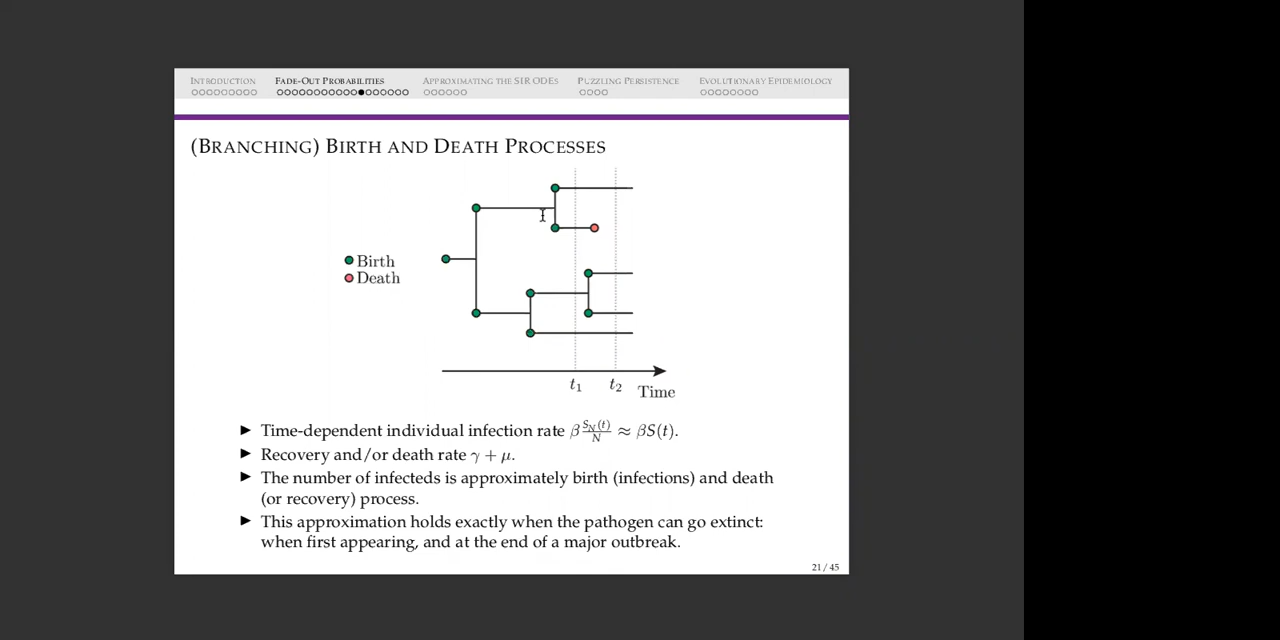 INTRODUCTION FADE-OUT PROBABILITIES APPROXIMATING THE SIR ODES PUZZLING PERSISTENCE EVOLUTIONARY EPIDEMIOLOGY
(BRANCHING) BIRTH AND DEATH PROCESSES
Birth
Death
t₁ t₂ Time
▶ Time-dependent individual infection rate β S_N(t)/N ≈ βS(t).
▶ Recovery and/or death rate γ + μ.
▶ The number of infecteds is approximately birth (infections) and death
(or recovery) process.
▶ This approximation holds exactly when the pathogen can go extinct:
when first appearing, and at the end of a major outbreak.
21 / 45